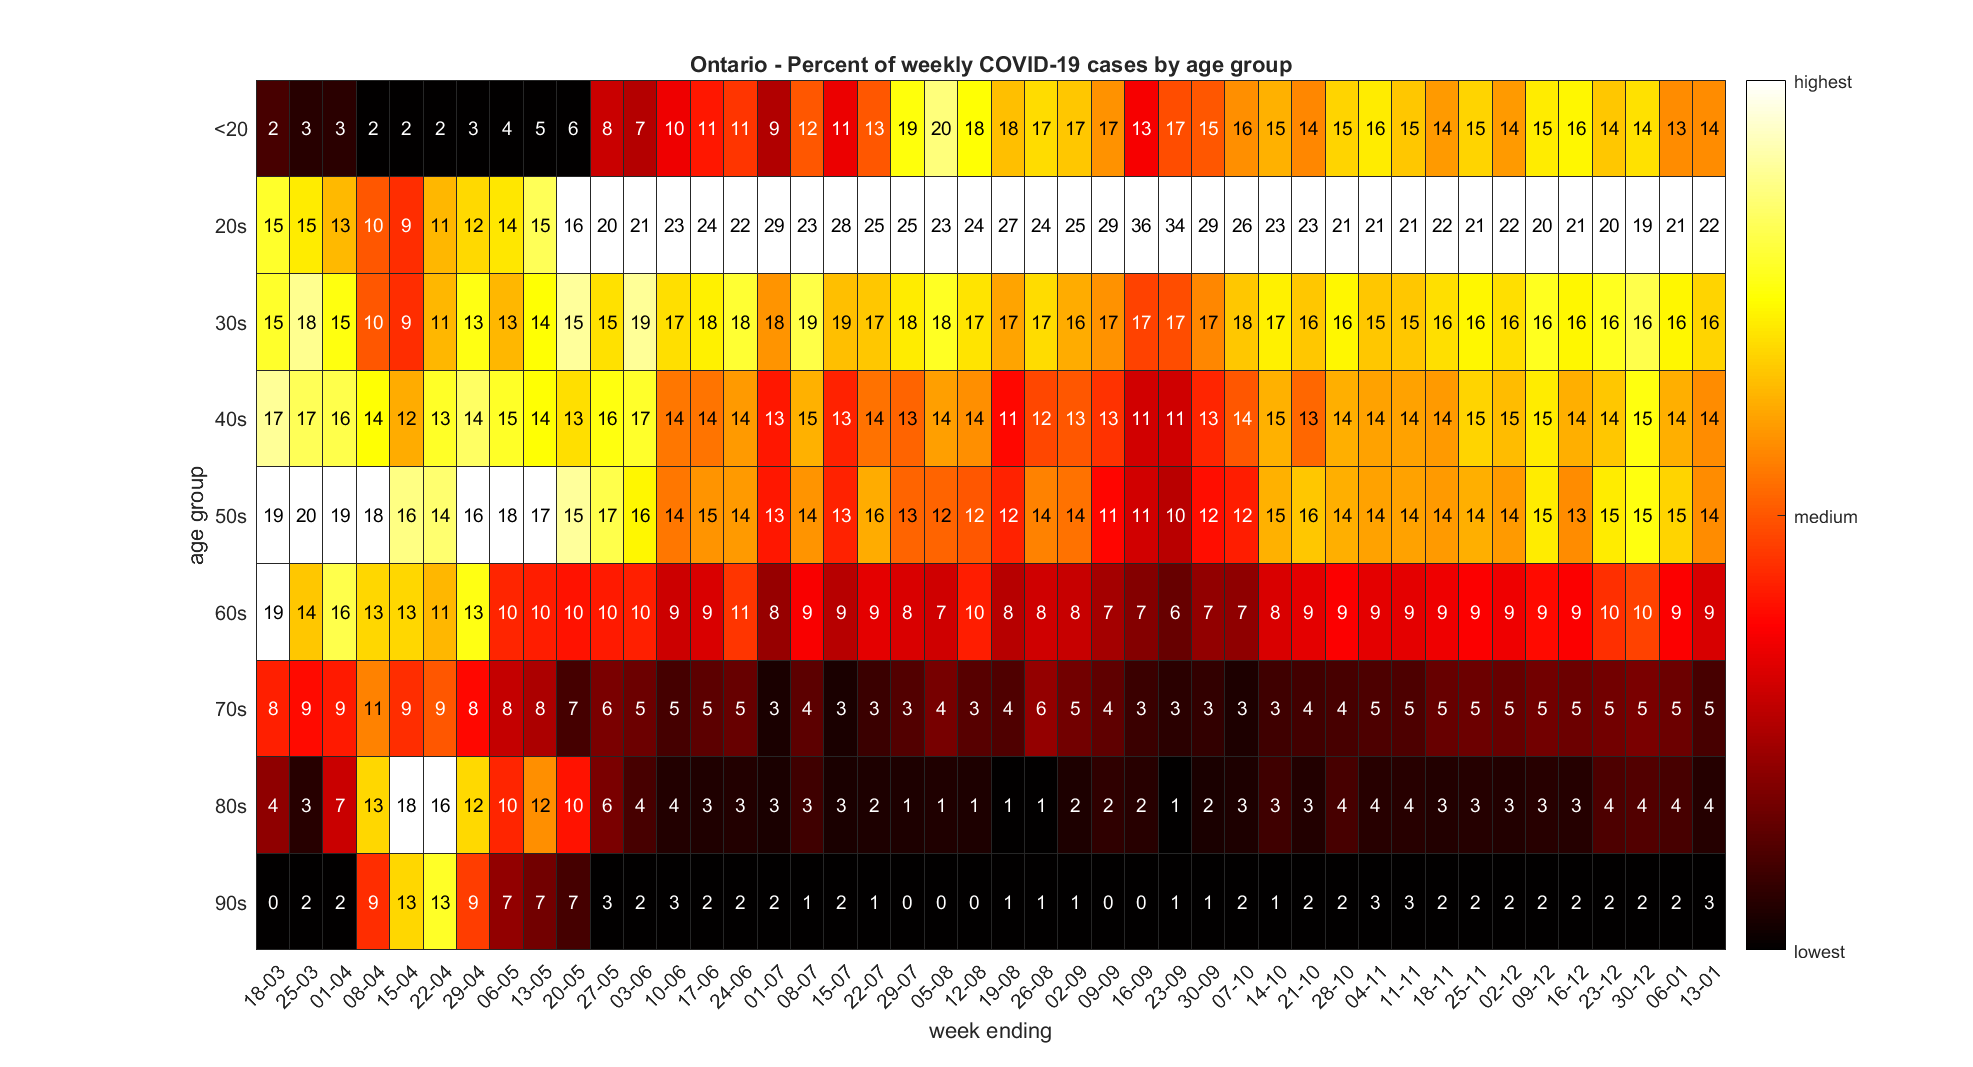 Ontario - Percent of weekly COVID-19 cases by age group
<20 2 3 3 2 2 2 3 4 5 6 8 7 10 11 11 9 12 11 13 19 20 18 18 17 17 17 13 17 15 16 15 14 15 16 15 14 15 14 15 16 14 14 13 14
20s 15 15 13 10 9 11 12 14 15 16 20 21 23 24 22 29 23 28 25 25 23 24 27 24 25 29 36 34 29 26 23 23 21 21 21 22 21 22 20 21 20 19 21 22
30s 15 18 15 10 9 11 13 13 14 15 15 19 17 18 18 18 19 19 17 18 18 17 17 17 16 17 17 17 17 18 17 16 16 15 15 16 16 16 16 16 16 16 16 16
40s 17 17 16 14 12 13 14 15 14 13 16 17 14 14 14 13 15 13 14 13 14 14 11 12 13 13 11 11 13 14 15 13 14 14 14 14 15 15 15 14 14 15 14 14
50s 19 20 19 18 16 14 16 18 17 15 17 16 14 15 14 13 14 13 16 13 12 12 12 14 14 11 11 10 12 12 15 16 14 14 14 14 14 14 15 13 15 15 15 14
60s 19 14 16 13 13 11 13 10 10 10 10 10 9 9 11 8 9 9 9 8 7 10 8 8 8 7 7 6 7 7 8 9 9 9 9 9 9 9 9 9 10 10 9 9
70s 8 9 9 11 9 9 8 8 8 7 6 5 5 5 5 3 4 3 3 3 4 3 4 6 5 4 3 3 3 3 3 4 4 5 5 5 5 5 5 5 5 5 5 5
80s 4 3 7 13 18 16 12 10 12 10 6 4 4 3 3 3 3 3 2 1 1 1 1 1 2 2 2 1 2 3 3 3 4 4 4 3 3 3 3 3 4 4 4 4
90s 0 2 2 9 13 13 9 7 7 7 3 2 3 2 2 2 1 2 1 0 0 0 1 1 1 0 0 1 1 2 1 2 2 3 3 2 2 2 2 2 2 2 2 3
18-03 25-03 01-04 08-04 15-04 22-04 29-04 06-05 13-05 20-05 27-05 03-06 10-06 17-06 24-06 01-07 08-07 15-07 22-07 29-07 05-08 12-08 19-08 26-08 02-09 09-09 16-09 23-09 30-09 07-10 14-10 21-10 28-10 04-11 11-11 18-11 25-11 02-12 09-12 16-12 23-12 30-12 06-01 13-01
week ending
age group
highest
medium
lowest